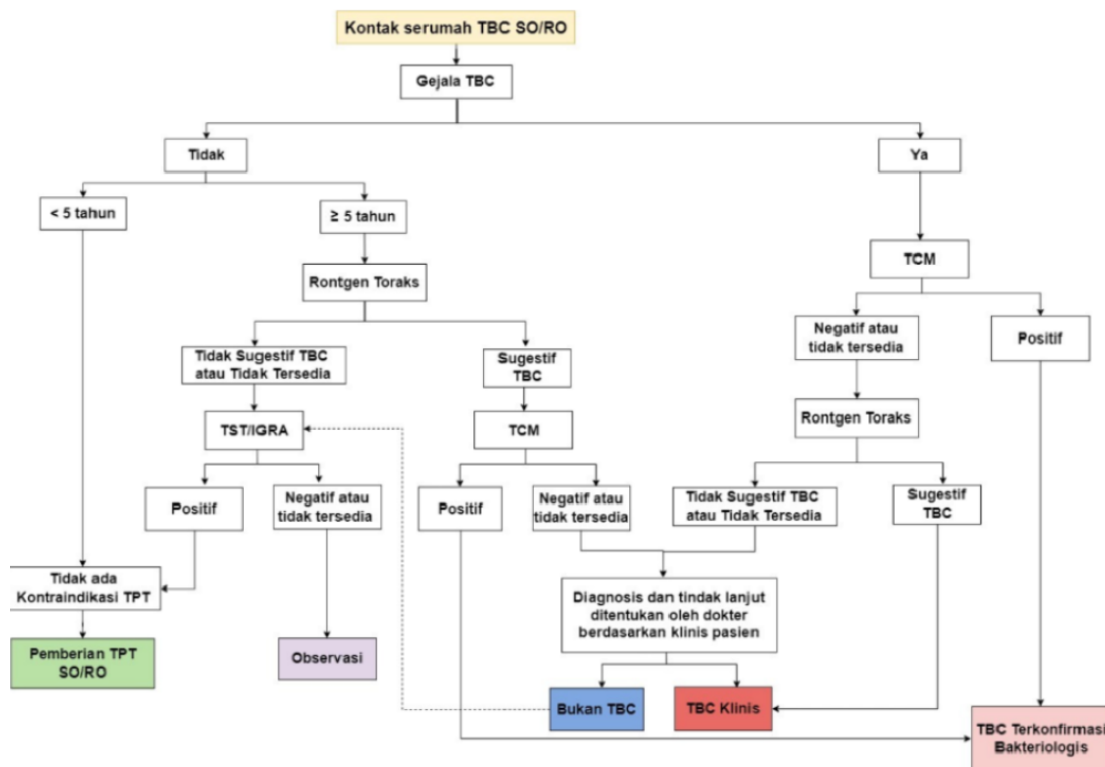 Kontak serumah TBC SO/RO
Gejala TBC
Tidak
Ya
< 5 tahun
≥ 5 tahun
TCM
Rontgen Toraks
Negatif atau
tidak tersedia
Positif
Tidak Sugestif TBC
atau Tidak Tersedia
Sugestif
TBC
Rontgen Toraks
TST/IGRA
TCM
Positif
Negatif atau
tidak tersedia
Positif
Negatif atau
tidak tersedia
Tidak Sugestif TBC
atau Tidak Tersedia
Sugestif
TBC
Tidak ada
Kontraindikasi TPT
Diagnosis dan tindak lanjut
ditentukan oleh dokter
berdasarkan klinis pasien
Pemberian TPT
SO/RO
Observasi
Bukan TBC
TBC Klinis
TBC Terkonfirmasi
Bakteriologis